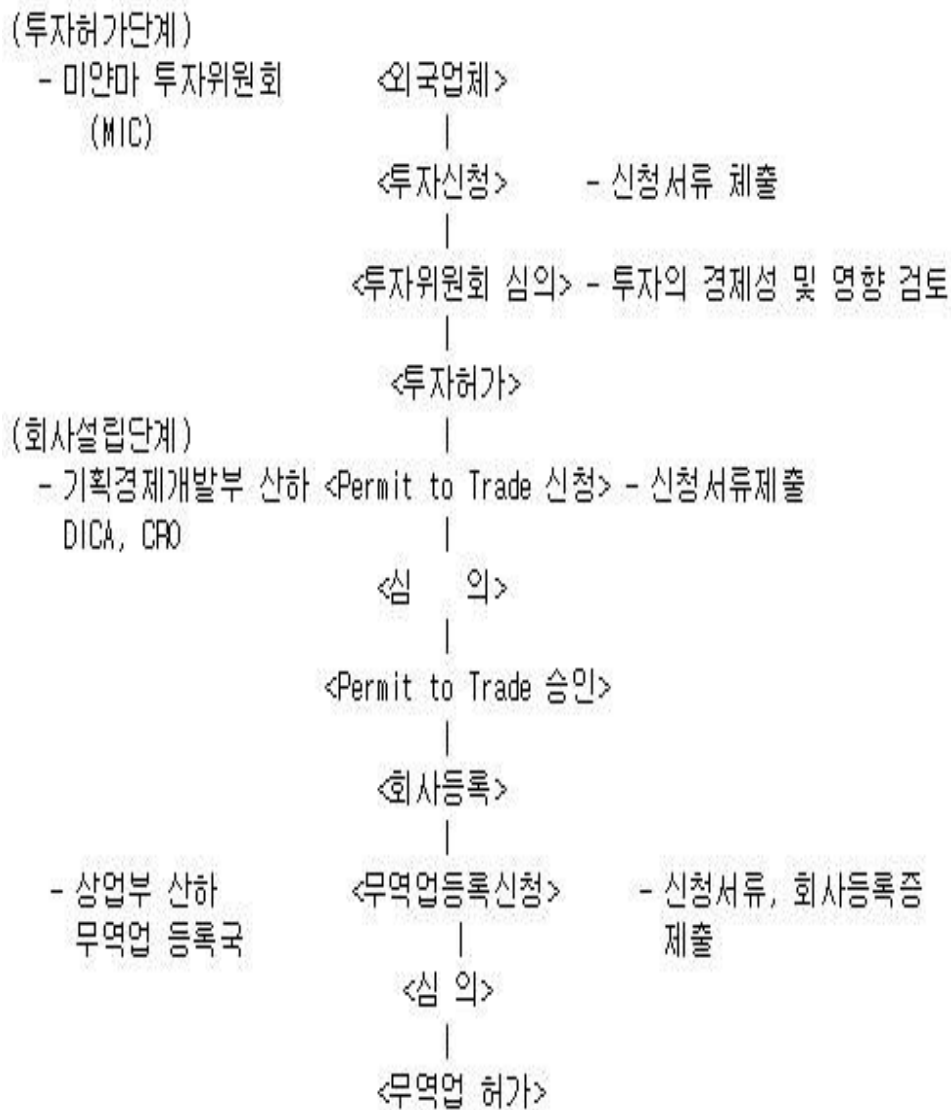 (투자허가단계)
- 미얀마 투자위원회 <외국업체>
(MIC) |
<투자신청> - 신청서류 제출
|
<투자위원회 심의> - 투자의 경제성 및 영향 검토
|
<투자허가>
(회사설립단계) |
- 기획경제개발부 산하 <Permit to Trade 신청> - 신청서류제출
DICA, CRO |
<심 의>
|
<Permit to Trade 승인>
|
<회사등록>
|
- 상업부 산하 <무역업등록신청> - 신청서류, 회사등록증
무역업 등록국 | 제출
<심 의>
|
<무역업 허가>